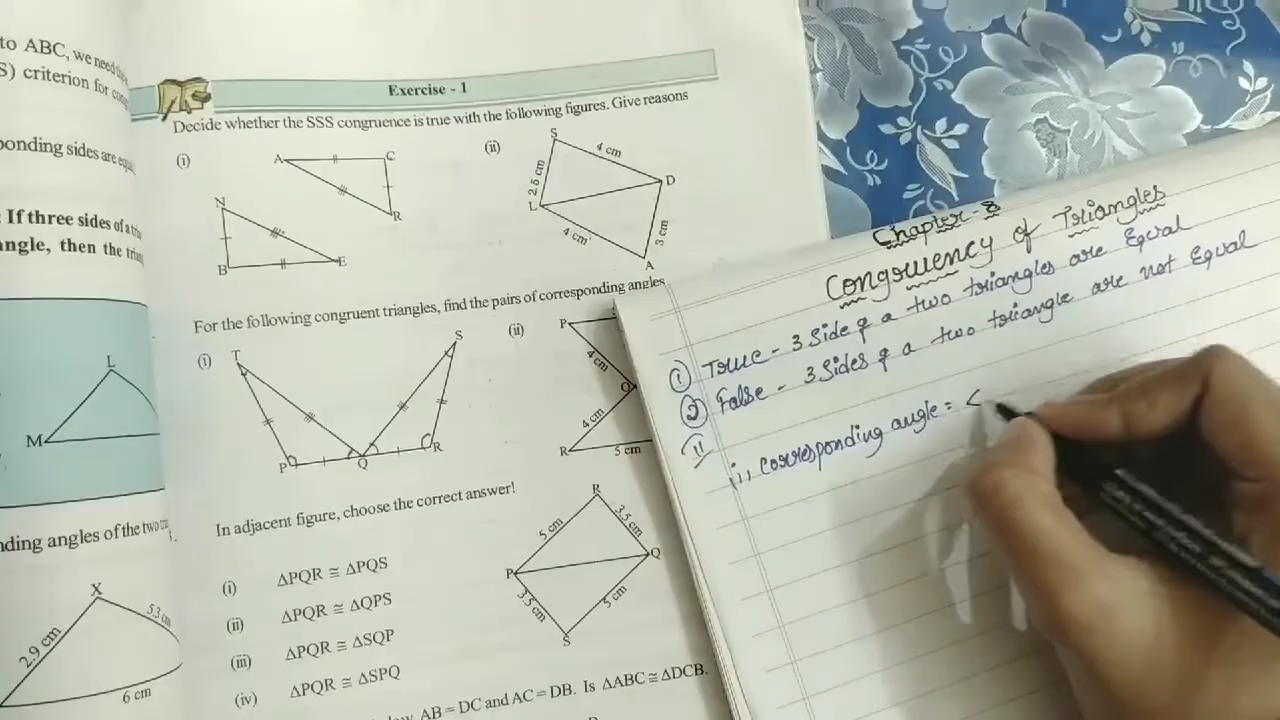 to ABC, we need
S) criterion for
ponding sides are
If three sides of a
angle, then the
L
M
nding angles of the two
X
2.9 cm
5.3 cm
6 cm
Exercise - 1
Decide whether the SSS congruence is true with the following figures. Give reasons
(i)
A
C
R
N
B
E
(ii)
S
4 cm
D
2.5 cm
L
4 cm
3 cm
A
For the following congruent triangles, find the pairs of corresponding angles
(i)
T
S
P
Q
R
(ii)
P
4 cm
Q
4 cm
R
5 cm
In adjacent figure, choose the correct answer!
(i) ΔPQR ≅ ΔPQS
(ii) ΔPQR ≅ ΔQPS
(iii) ΔPQR ≅ ΔSQP
(iv) ΔPQR ≅ ΔSPQ
R
5 cm
3.5 cm
P
Q
3.5 cm
5 cm
S
AB = DC and AC = DB. Is ΔABC ≅ ΔDCB.
Chapter-8
Congruency of Triangles
① True - 3 Side of a two triangles are Equal
② False - 3 Sides of a two triangle are not Equal
II
i, corresponding angle = <